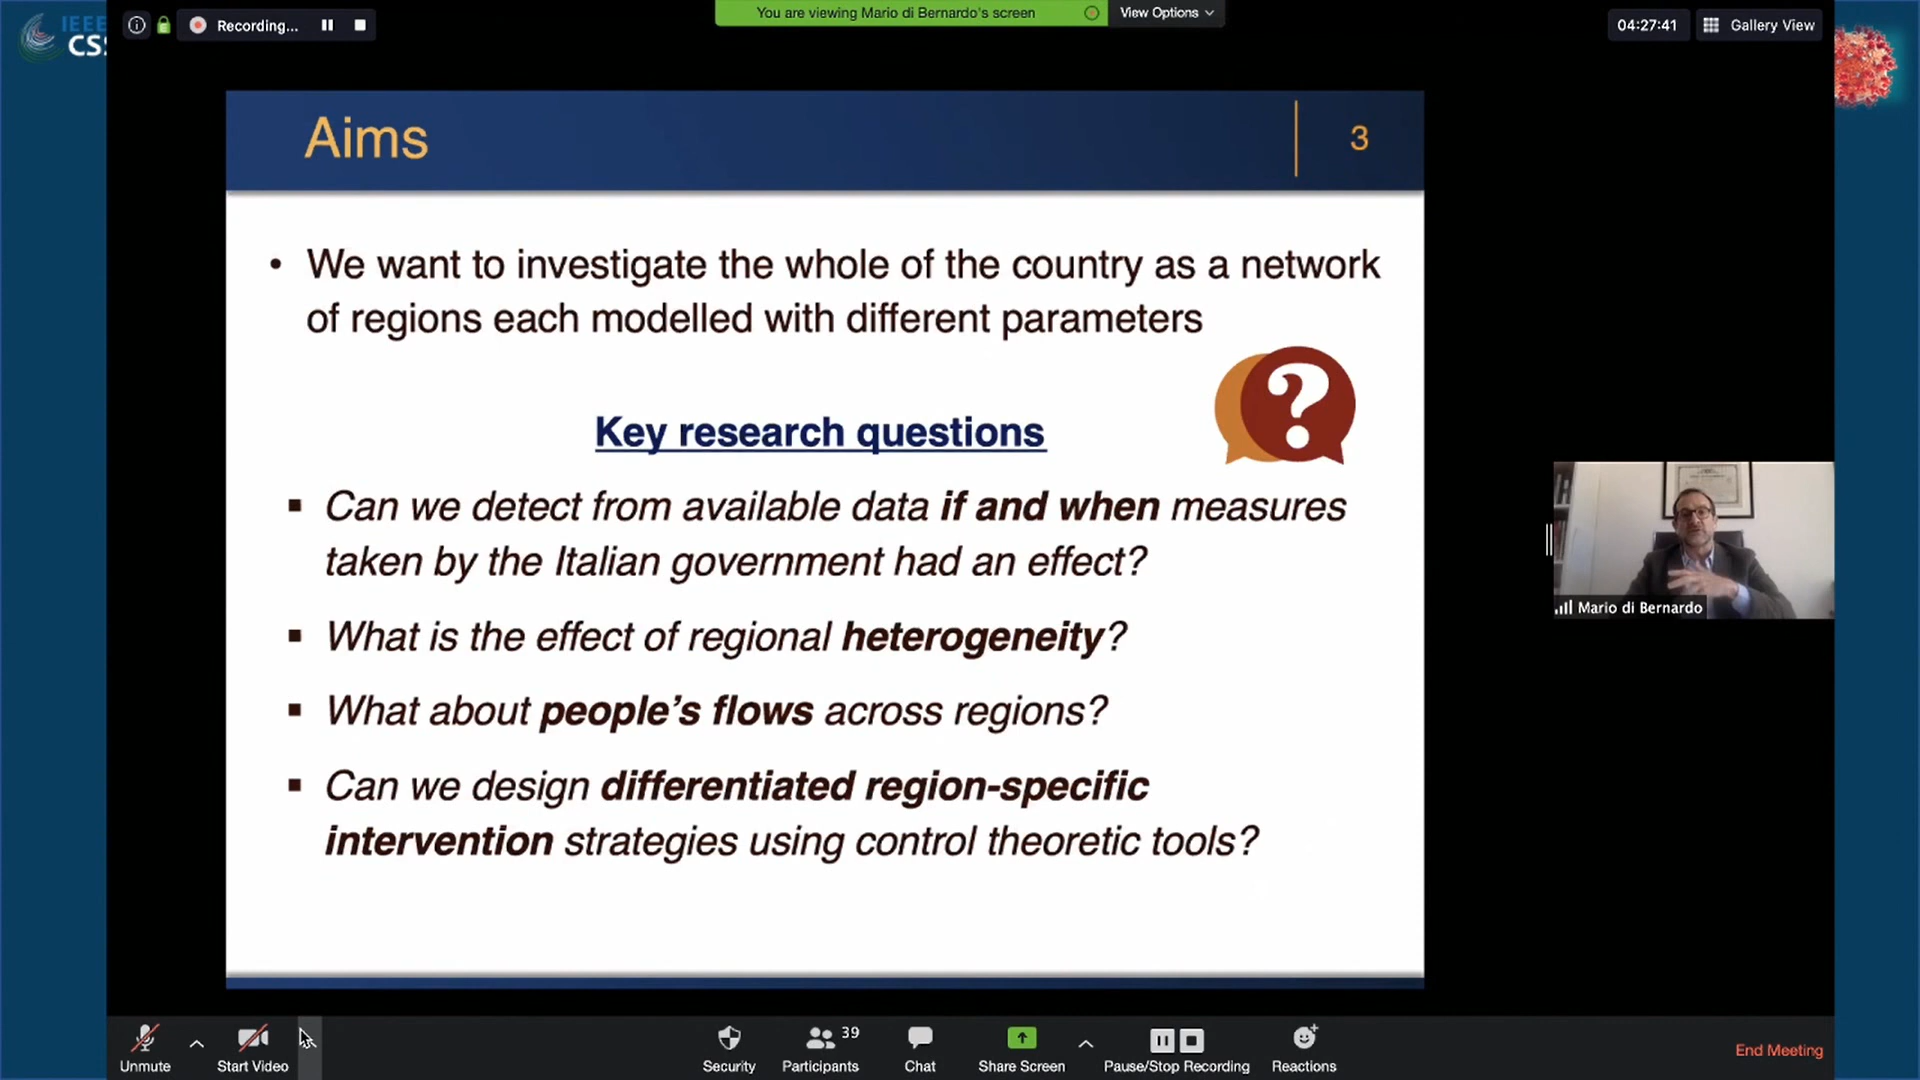 IEEE
CSS
Recording...
You are viewing Mario di Bernardo's screen
View Options
04:27:41
Gallery View
Aims
3
• We want to investigate the whole of the country as a network
of regions each modelled with different parameters
?
Key research questions
▪ Can we detect from available data if and when measures
taken by the Italian government had an effect?
▪ What is the effect of regional heterogeneity?
▪ What about people's flows across regions?
▪ Can we design differentiated region-specific
intervention strategies using control theoretic tools?
Mario di Bernardo
Unmute
Start Video
Security
Participants
39
Chat
Share Screen
Pause/Stop Recording
Reactions
End Meeting